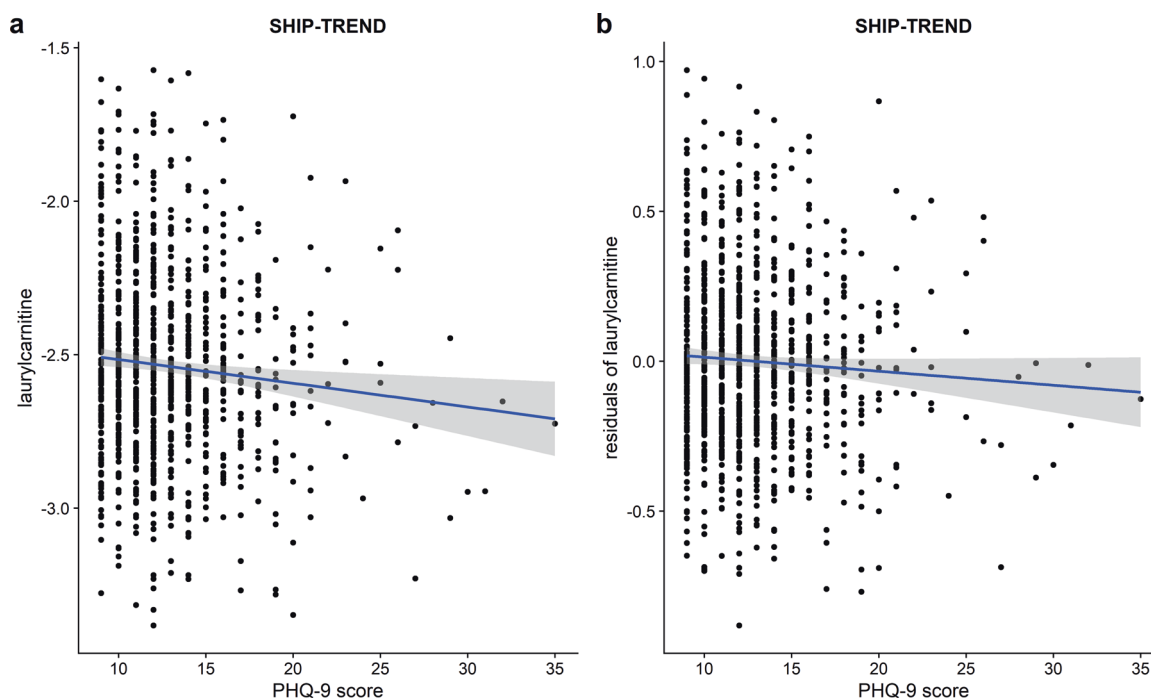 a
SHIP-TREND
-1.5
-2.0
-2.5
-3.0
laurylcarnitine
10 15 20 25 30 35
PHQ-9 score
b
SHIP-TREND
1.0
0.5
0.0
-0.5
residuals of laurylcarnitine
10 15 20 25 30 35
PHQ-9 score